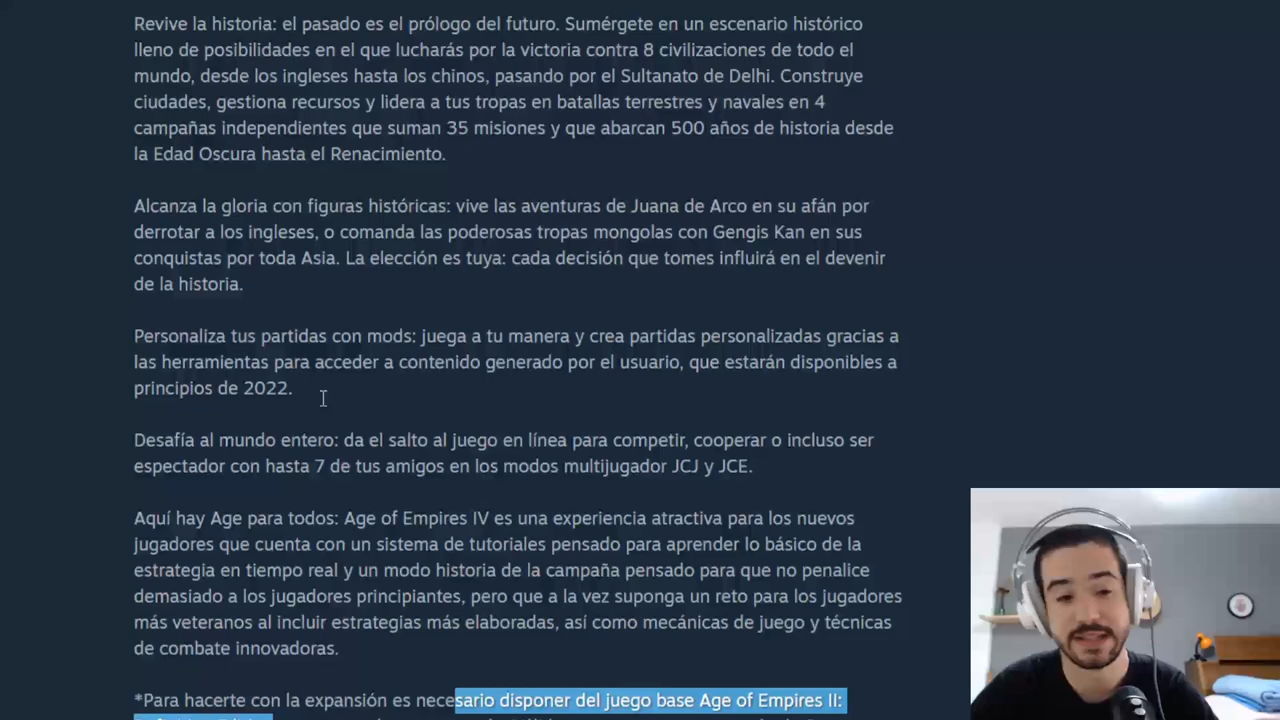 Revive la historia: el pasado es el prólogo del futuro. Sumérgete en un escenario histórico
lleno de posibilidades en el que lucharás por la victoria contra 8 civilizaciones de todo el
mundo, desde los ingleses hasta los chinos, pasando por el Sultanato de Delhi. Construye
ciudades, gestiona recursos y lidera a tus tropas en batallas terrestres y navales en 4
campañas independientes que suman 35 misiones y que abarcan 500 años de historia desde
la Edad Oscura hasta el Renacimiento.
Alcanza la gloria con figuras históricas: vive las aventuras de Juana de Arco en su afán por
derrotar a los ingleses, o comanda las poderosas tropas mongolas con Gengis Kan en sus
conquistas por toda Asia. La elección es tuya: cada decisión que tomes influirá en el devenir
de la historia.
Personaliza tus partidas con mods: juega a tu manera y crea partidas personalizadas gracias a
las herramientas para acceder a contenido generado por el usuario, que estarán disponibles a
principios de 2022.
Desafía al mundo entero: da el salto al juego en línea para competir, cooperar o incluso ser
espectador con hasta 7 de tus amigos en los modos multijugador JCJ y JCE.
Aquí hay Age para todos: Age of Empires IV es una experiencia atractiva para los nuevos
jugadores que cuenta con un sistema de tutoriales pensado para aprender lo básico de la
estrategia en tiempo real y un modo historia de la campaña pensado para que no penalice
demasiado a los jugadores principiantes, pero que a la vez suponga un reto para los jugadores
más veteranos al incluir estrategias más elaboradas, así como mecánicas de juego y técnicas
de combate innovadoras.
*Para hacerte con la expansión es necesario disponer del juego base Age of Empires II: